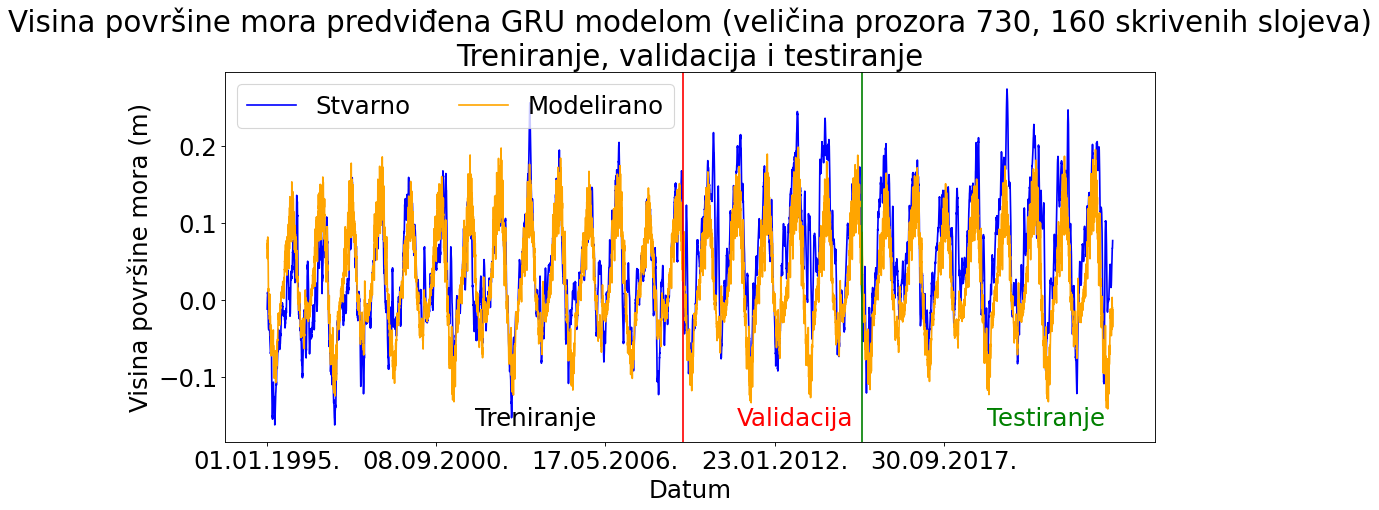 Visina površine mora predviđena GRU modelom (veličina prozora 730, 160 skrivenih slojeva)
Treniranje, validacija i testiranje
Stvarno
Modelirano
Visina površine mora (m)
0.2
0.1
0.0
−0.1
Treniranje
Validacija
Testiranje
01.01.1995.
08.09.2000.
17.05.2006.
23.01.2012.
30.09.2017.
Datum